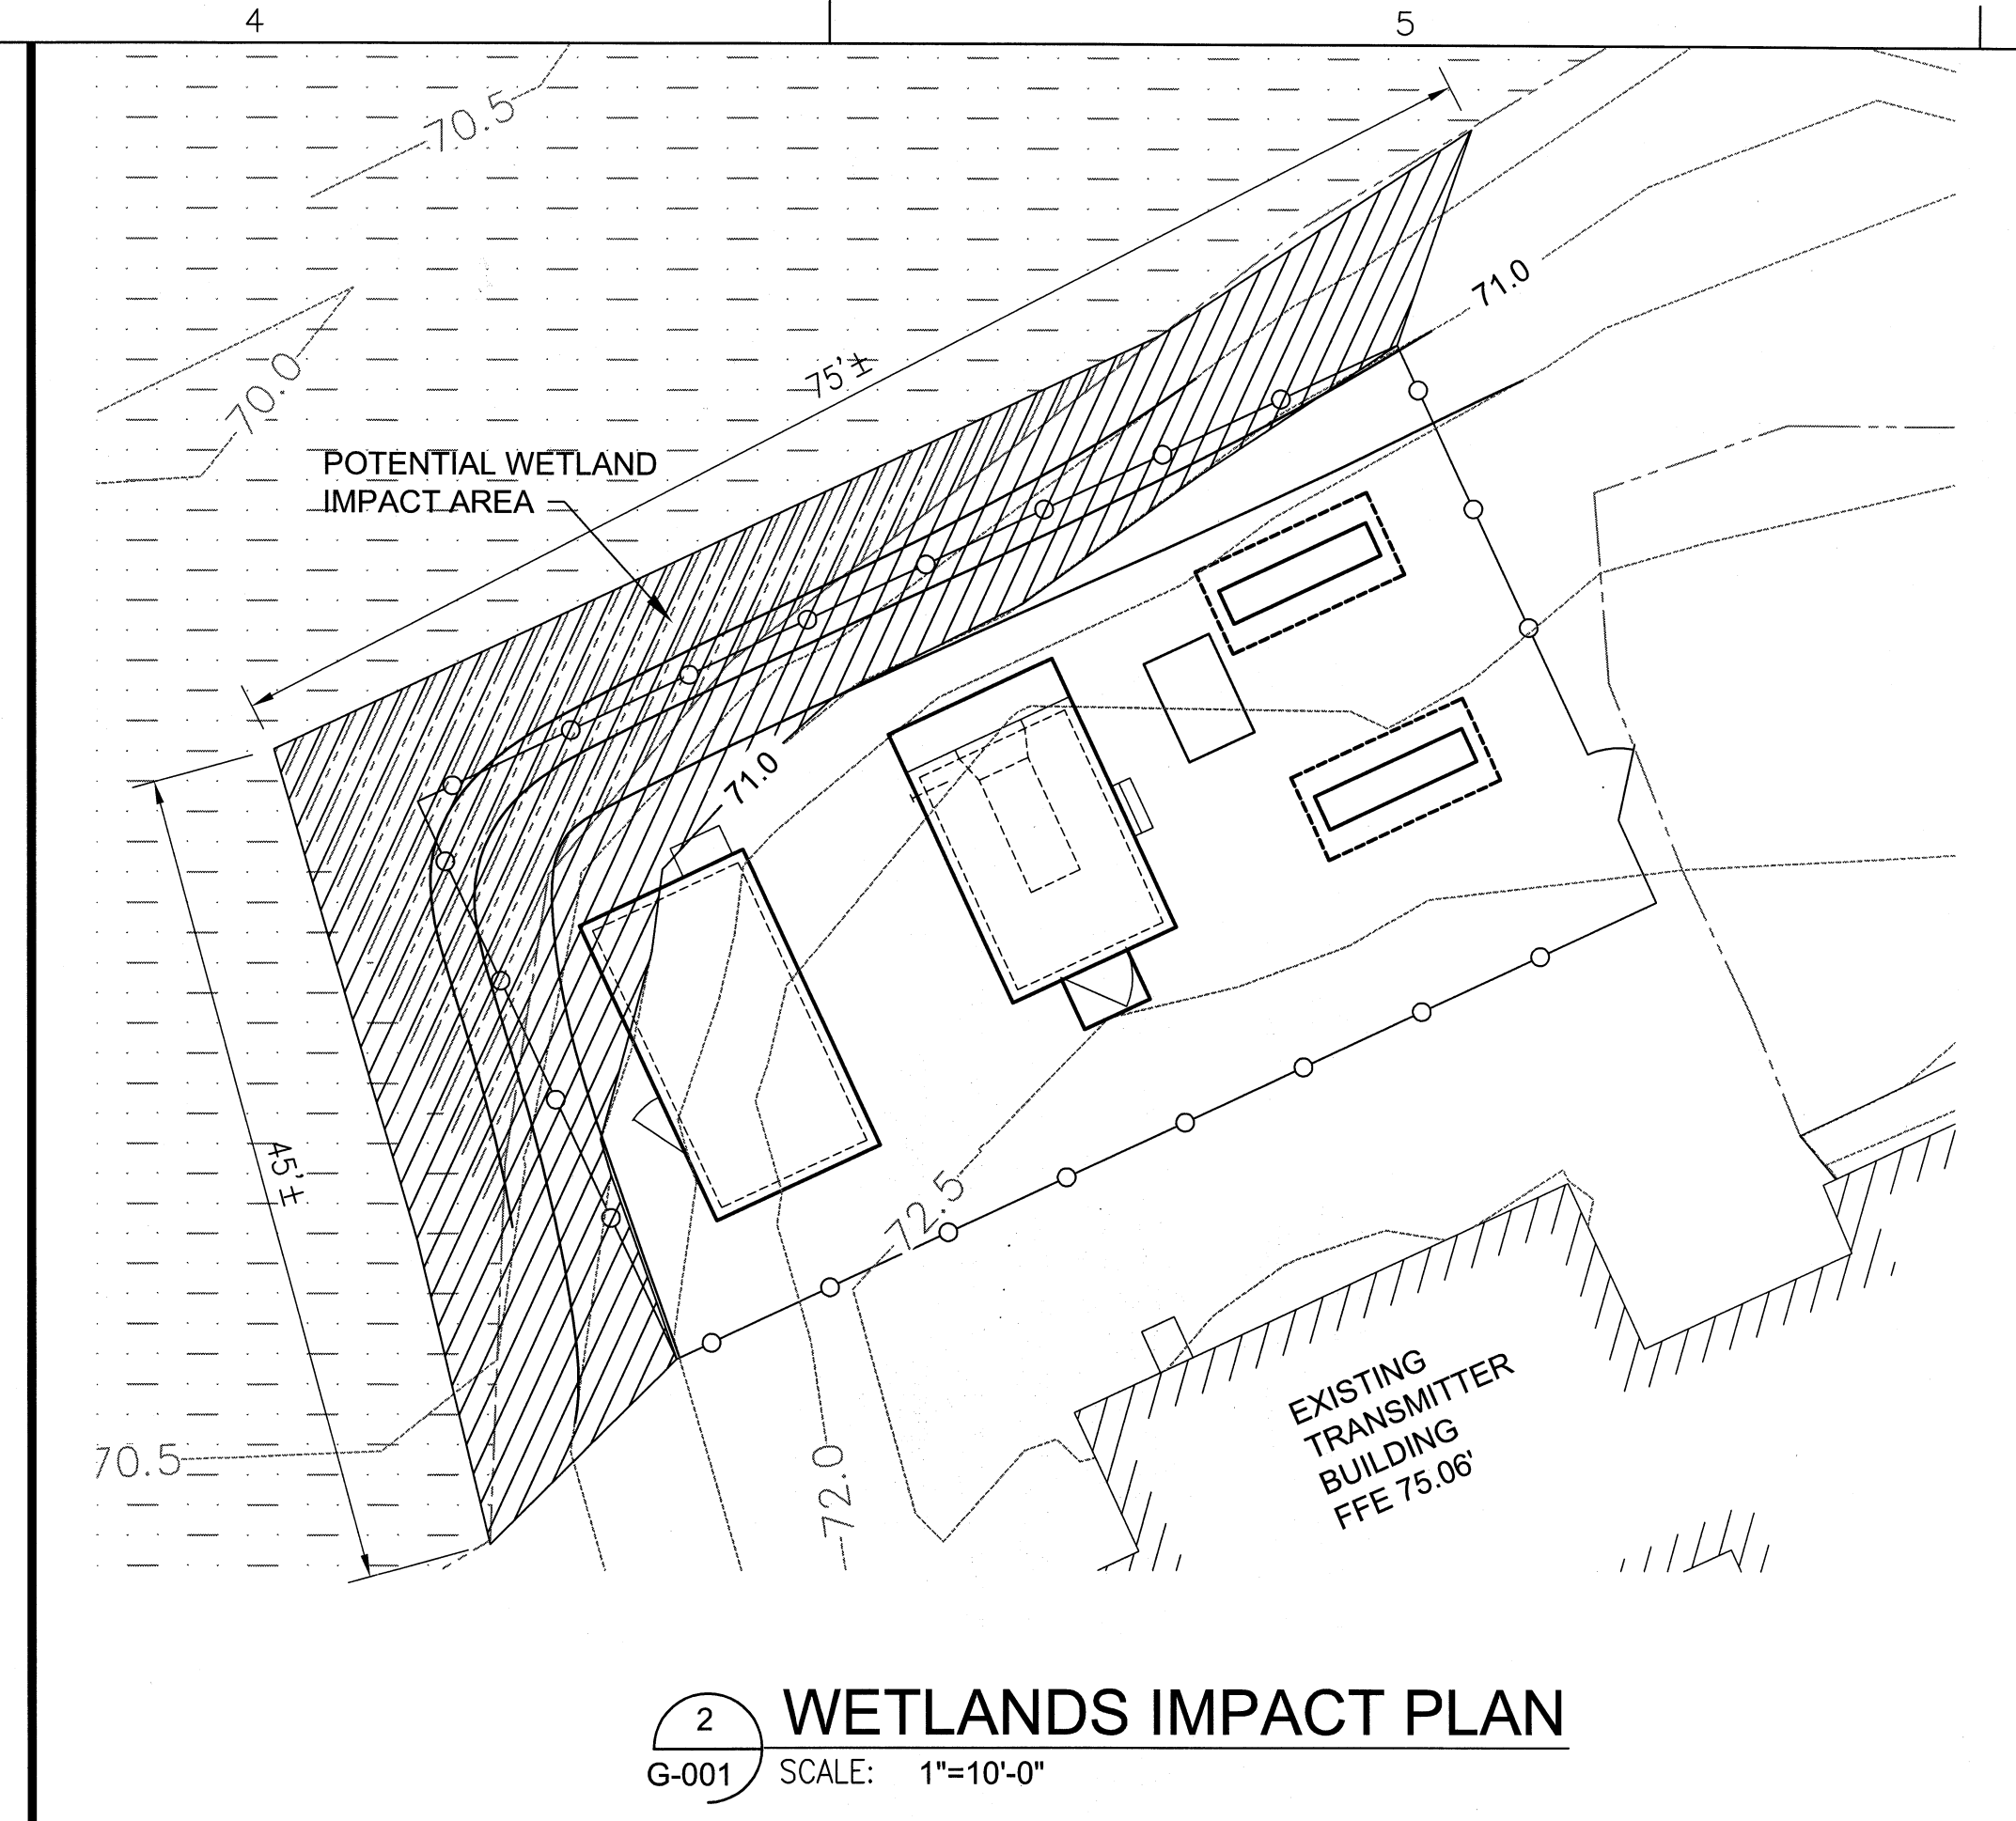 4
5
70.5
71.0
75'±
70.0
POTENTIAL WETLAND
IMPACT AREA
71.0
45'±
72.5
70.5
72.0
EXISTING
TRANSMITTER
BUILDING
FFE 75.06'
2
G-001
WETLANDS IMPACT PLAN
SCALE: 1"=10'-0"